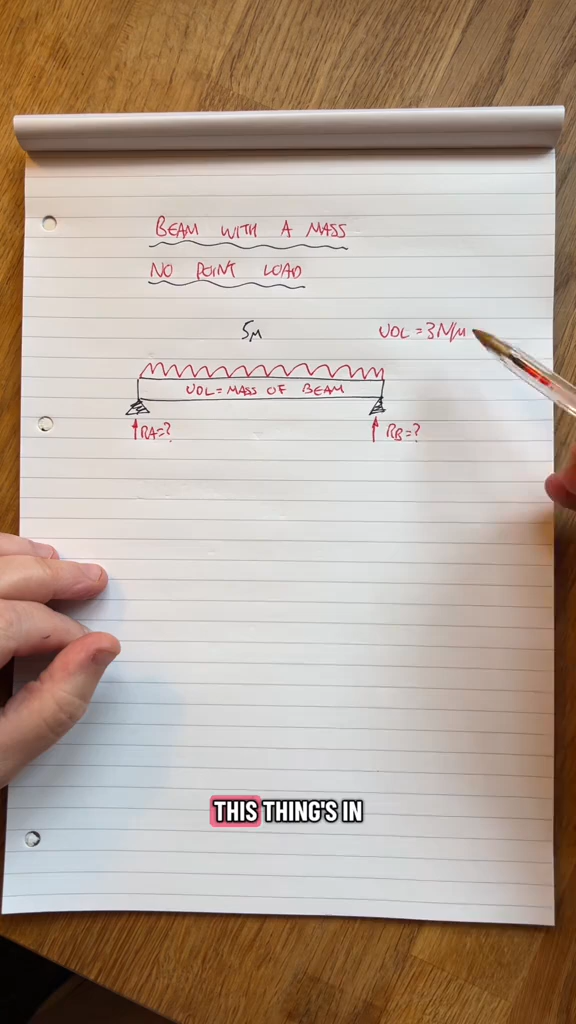 BEAM WITH A MASS
NO POINT LOAD
5M
UDL = 3N/M
UDL = MASS OF BEAM
RA=?
RB=?
THIS THING'S IN